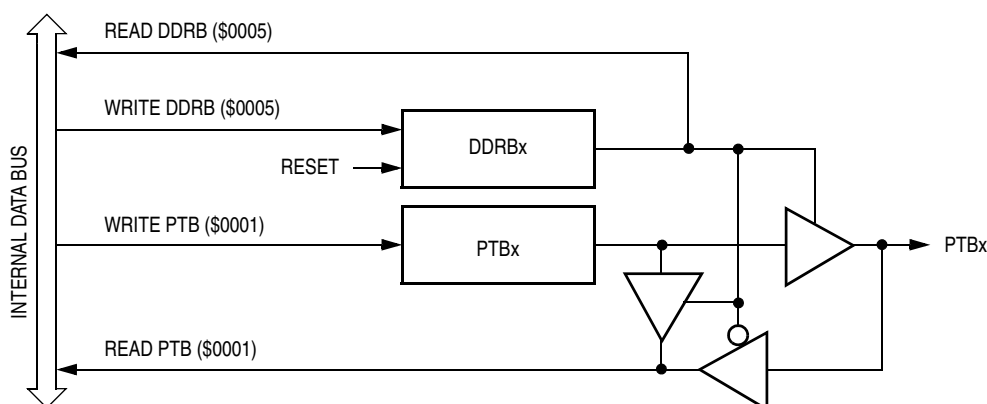 READ DDRB ($0005)
WRITE DDRB ($0005)
DDRBx
RESET
INTERNAL DATA BUS
WRITE PTB ($0001)
PTBx
PTBx
READ PTB ($0001)